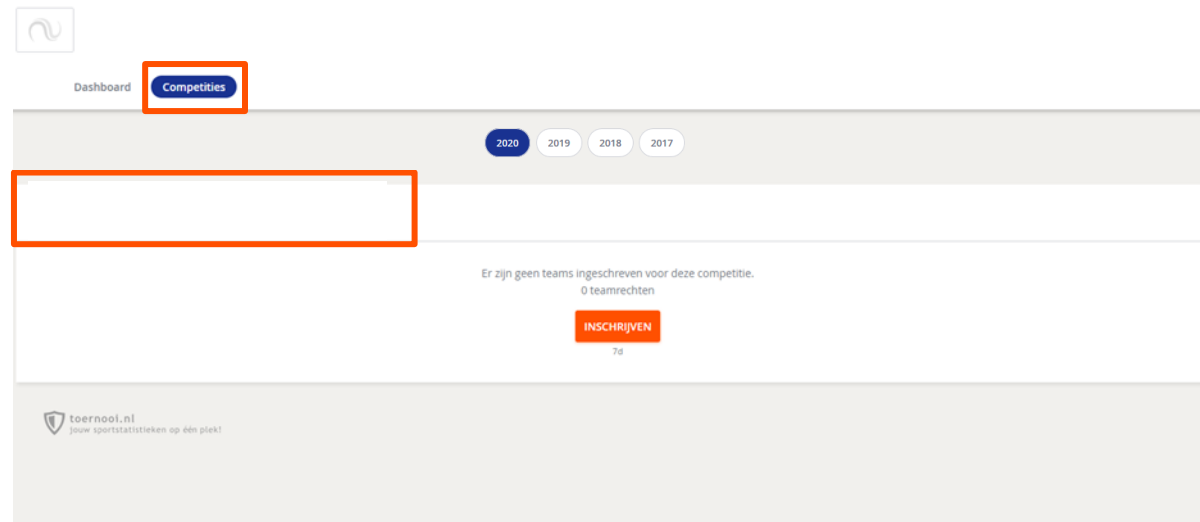 Dashboard Competities
2020 2019 2018 2017
Er zijn geen teams ingeschreven voor deze competitie.
0 teamrechten
INSCHRIJVEN
7d
toernooi.nl
jouw sportstatistieken op één plek!